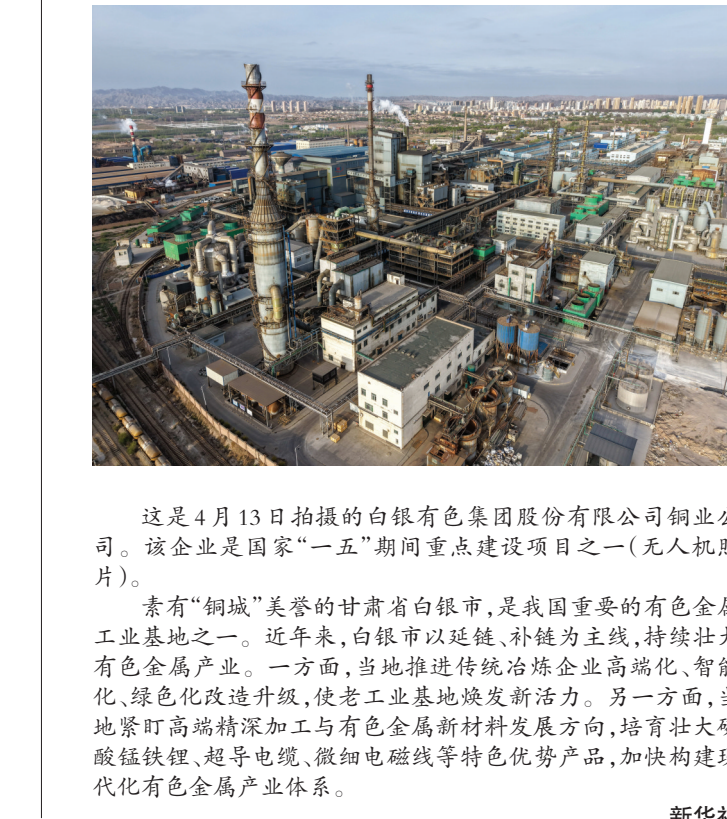 这是4月13日拍摄的白银有色集团股份有限公司铜业公
司。该企业是国家“一五”期间重点建设项目之一(无人机照
片)。
素有“铜城”美誉的甘肃省白银市,是我国重要的有色金属
工业基地之一。近年来,白银市以延链、补链为主线,持续壮大
有色金属产业。一方面,当地推进传统冶炼企业高端化、智能
化、绿色化改造升级,使老工业基地焕发新活力。另一方面,当
地紧盯高端精深加工与有色金属新材料发展方向,培育壮大磷
酸锰铁锂、超导电缆、微细电磁线等特色优势产品,加快构建现
代化有色金属产业体系。
新华社